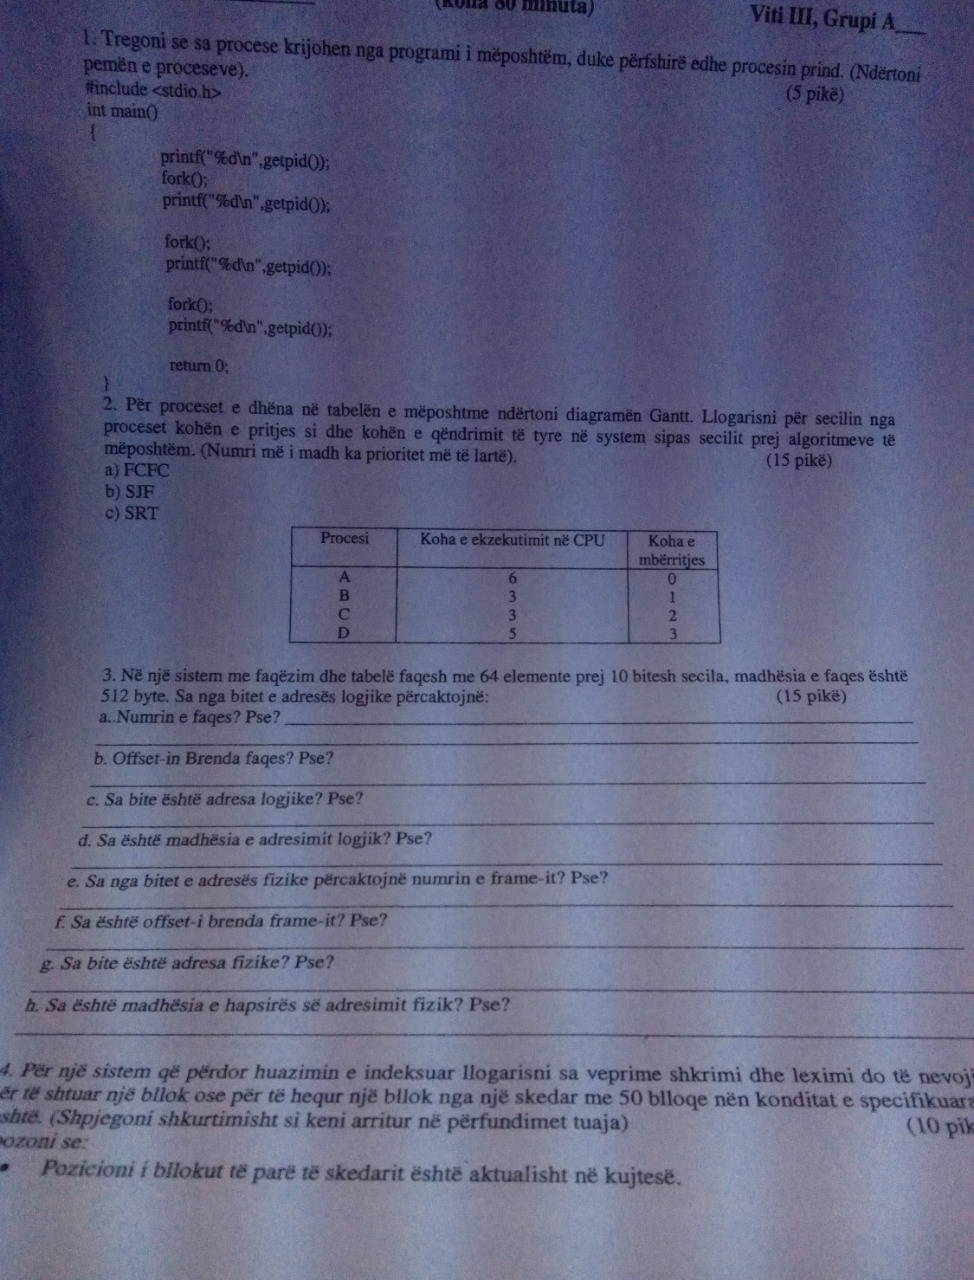 (Koha 80 minuta)
Viti III, Grupi A___
1. Tregoni se sa procese krijohen nga programi i mëposhtëm, duke përfshirë edhe procesin prind. (Ndërtoni
pemën e proceseve).
(5 pikë)
#include <stdio.h>
int main()
{
printf("%d\n",getpid());
fork();
printf("%d\n",getpid());
fork();
printf("%d\n",getpid());
fork();
printf("%d\n",getpid());
return 0;
}
2. Për proceset e dhëna në tabelën e mëposhtme ndërtoni diagramën Gantt. Llogarisni për secilin nga
proceset kohën e pritjes si dhe kohën e qëndrimit të tyre në system sipas secilit prej algoritmeve të
mëposhtëm. (Numri më i madh ka prioritet më të lartë).
(15 pikë)
a) FCFC
b) SJF
c) SRT
Procesi Koha e ekzekutimit në CPU Koha e
mbërritjes
A 6 0
B 3 1
C 3 2
D 5 3
3. Në një sistem me faqëzim dhe tabelë faqesh me 64 elemente prej 10 bitesh secila, madhësia e faqes është
512 byte. Sa nga bitet e adresës logjike përcaktojnë:
(15 pikë)
a..Numrin e faqes? Pse?
b. Offset-in Brenda faqes? Pse?
c. Sa bite është adresa logjike? Pse?
d. Sa është madhësia e adresimit logjik? Pse?
e. Sa nga bitet e adresës fizike përcaktojnë numrin e frame-it? Pse?
f. Sa është offset-i brenda frame-it? Pse?
g. Sa bite është adresa fizike? Pse?
h. Sa është madhësia e hapsirës së adresimit fizik? Pse?
4. Për një sistem që përdor huazimin e indeksuar llogarisni sa veprime shkrimi dhe leximi do të nevoj
ër të shtuar një bllok ose për të hequr një bllok nga një skedar me 50 blloqe nën konditat e specifikuara
shtë. (Shpjegoni shkurtimisht si keni arritur në përfundimet tuaja)
(10 pik
pozoni se:
• Pozicioni i bllokut të parë të skedarit është aktualisht në kujtesë.